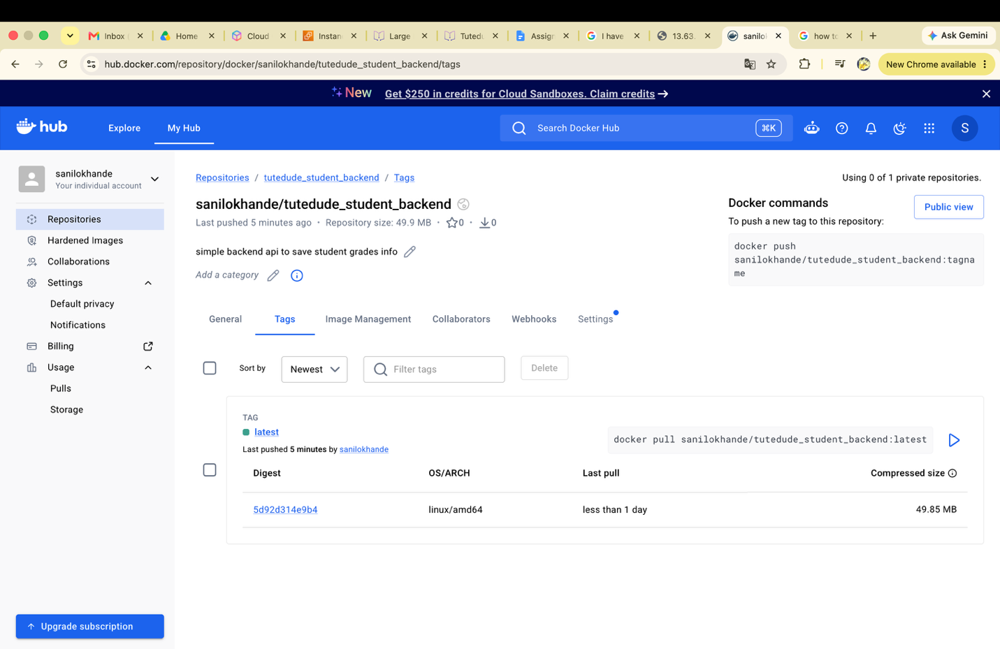 Inbox
Home
Cloud
Instan
Large
Tutedu
Assign
I have
13.63.
sanilo
how to
Ask Gemini
hub.docker.com/repository/docker/sanilokhande/tutedude_student_backend/tags
New Chrome available
New Get $250 in credits for Cloud Sandboxes. Claim credits →
hub
Explore
My Hub
Search Docker Hub
⌘K
S
sanilokhande
Your individual account
Repositories
Hardened Images
Collaborations
Settings
Default privacy
Notifications
Billing
Usage
Pulls
Storage
Upgrade subscription
Repositories / tutedude_student_backend / Tags
Using 0 of 1 private repositories.
sanilokhande/tutedude_student_backend
Last pushed 5 minutes ago • Repository size: 49.9 MB • 0 • 0
simple backend api to save student grades info
Add a category
Docker commands
Public view
To push a new tag to this repository:
docker push
sanilokhande/tutedude_student_backend:tagna
me
General
Tags
Image Management
Collaborators
Webhooks
Settings
Sort by
Newest
Filter tags
Delete
TAG
latest
Last pushed 5 minutes by sanilokhande
docker pull sanilokhande/tutedude_student_backend:latest
Digest OS/ARCH Last pull Compressed size
5d92d314e9b4 linux/amd64 less than 1 day 49.85 MB